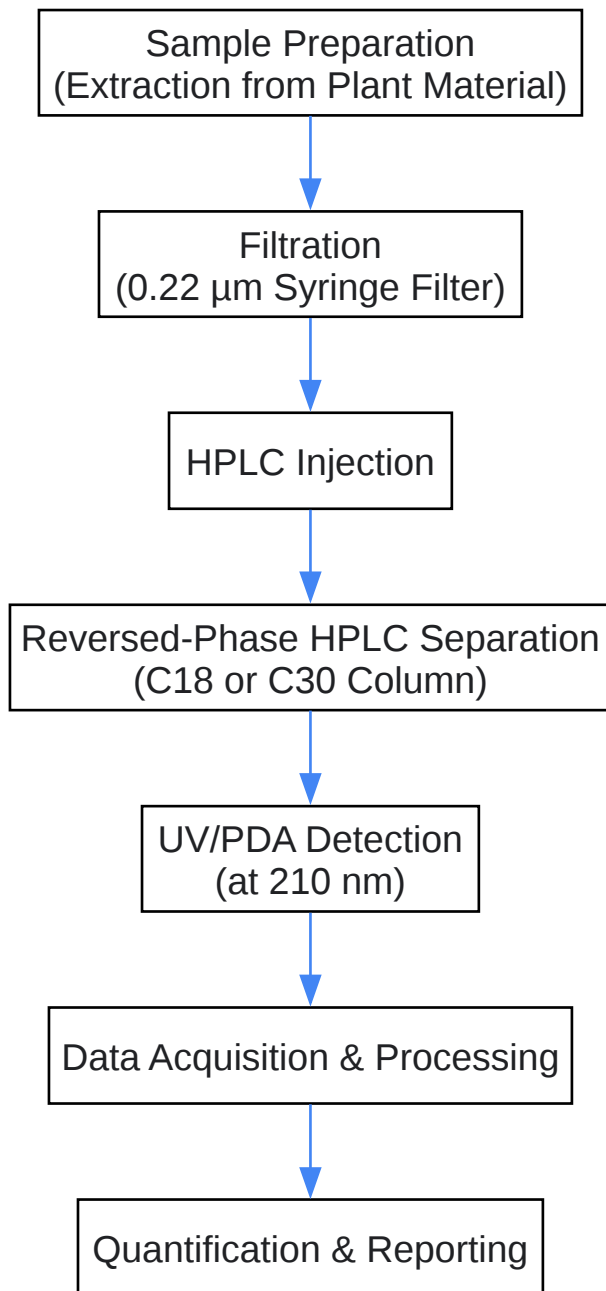 Sample Preparation
(Extraction from Plant Material)
Filtration
(0.22 µm Syringe Filter)
HPLC Injection
Reversed-Phase HPLC Separation
(C18 or C30 Column)
UV/PDA Detection
(at 210 nm)
Data Acquisition & Processing
Quantification & Reporting